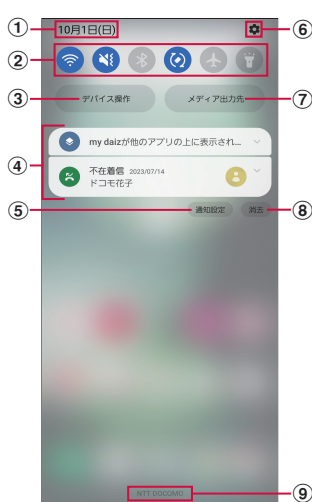 ① 10月1日(日) ⑥
②
③ デバイス操作 メディア出力先 ⑦
my daizが他のアプリの上に表示され...
④
不在着信 2023/07/14
ドコモ花子
⑤ 通知設定 消去 ⑧
NTT DOCOMO ⑨